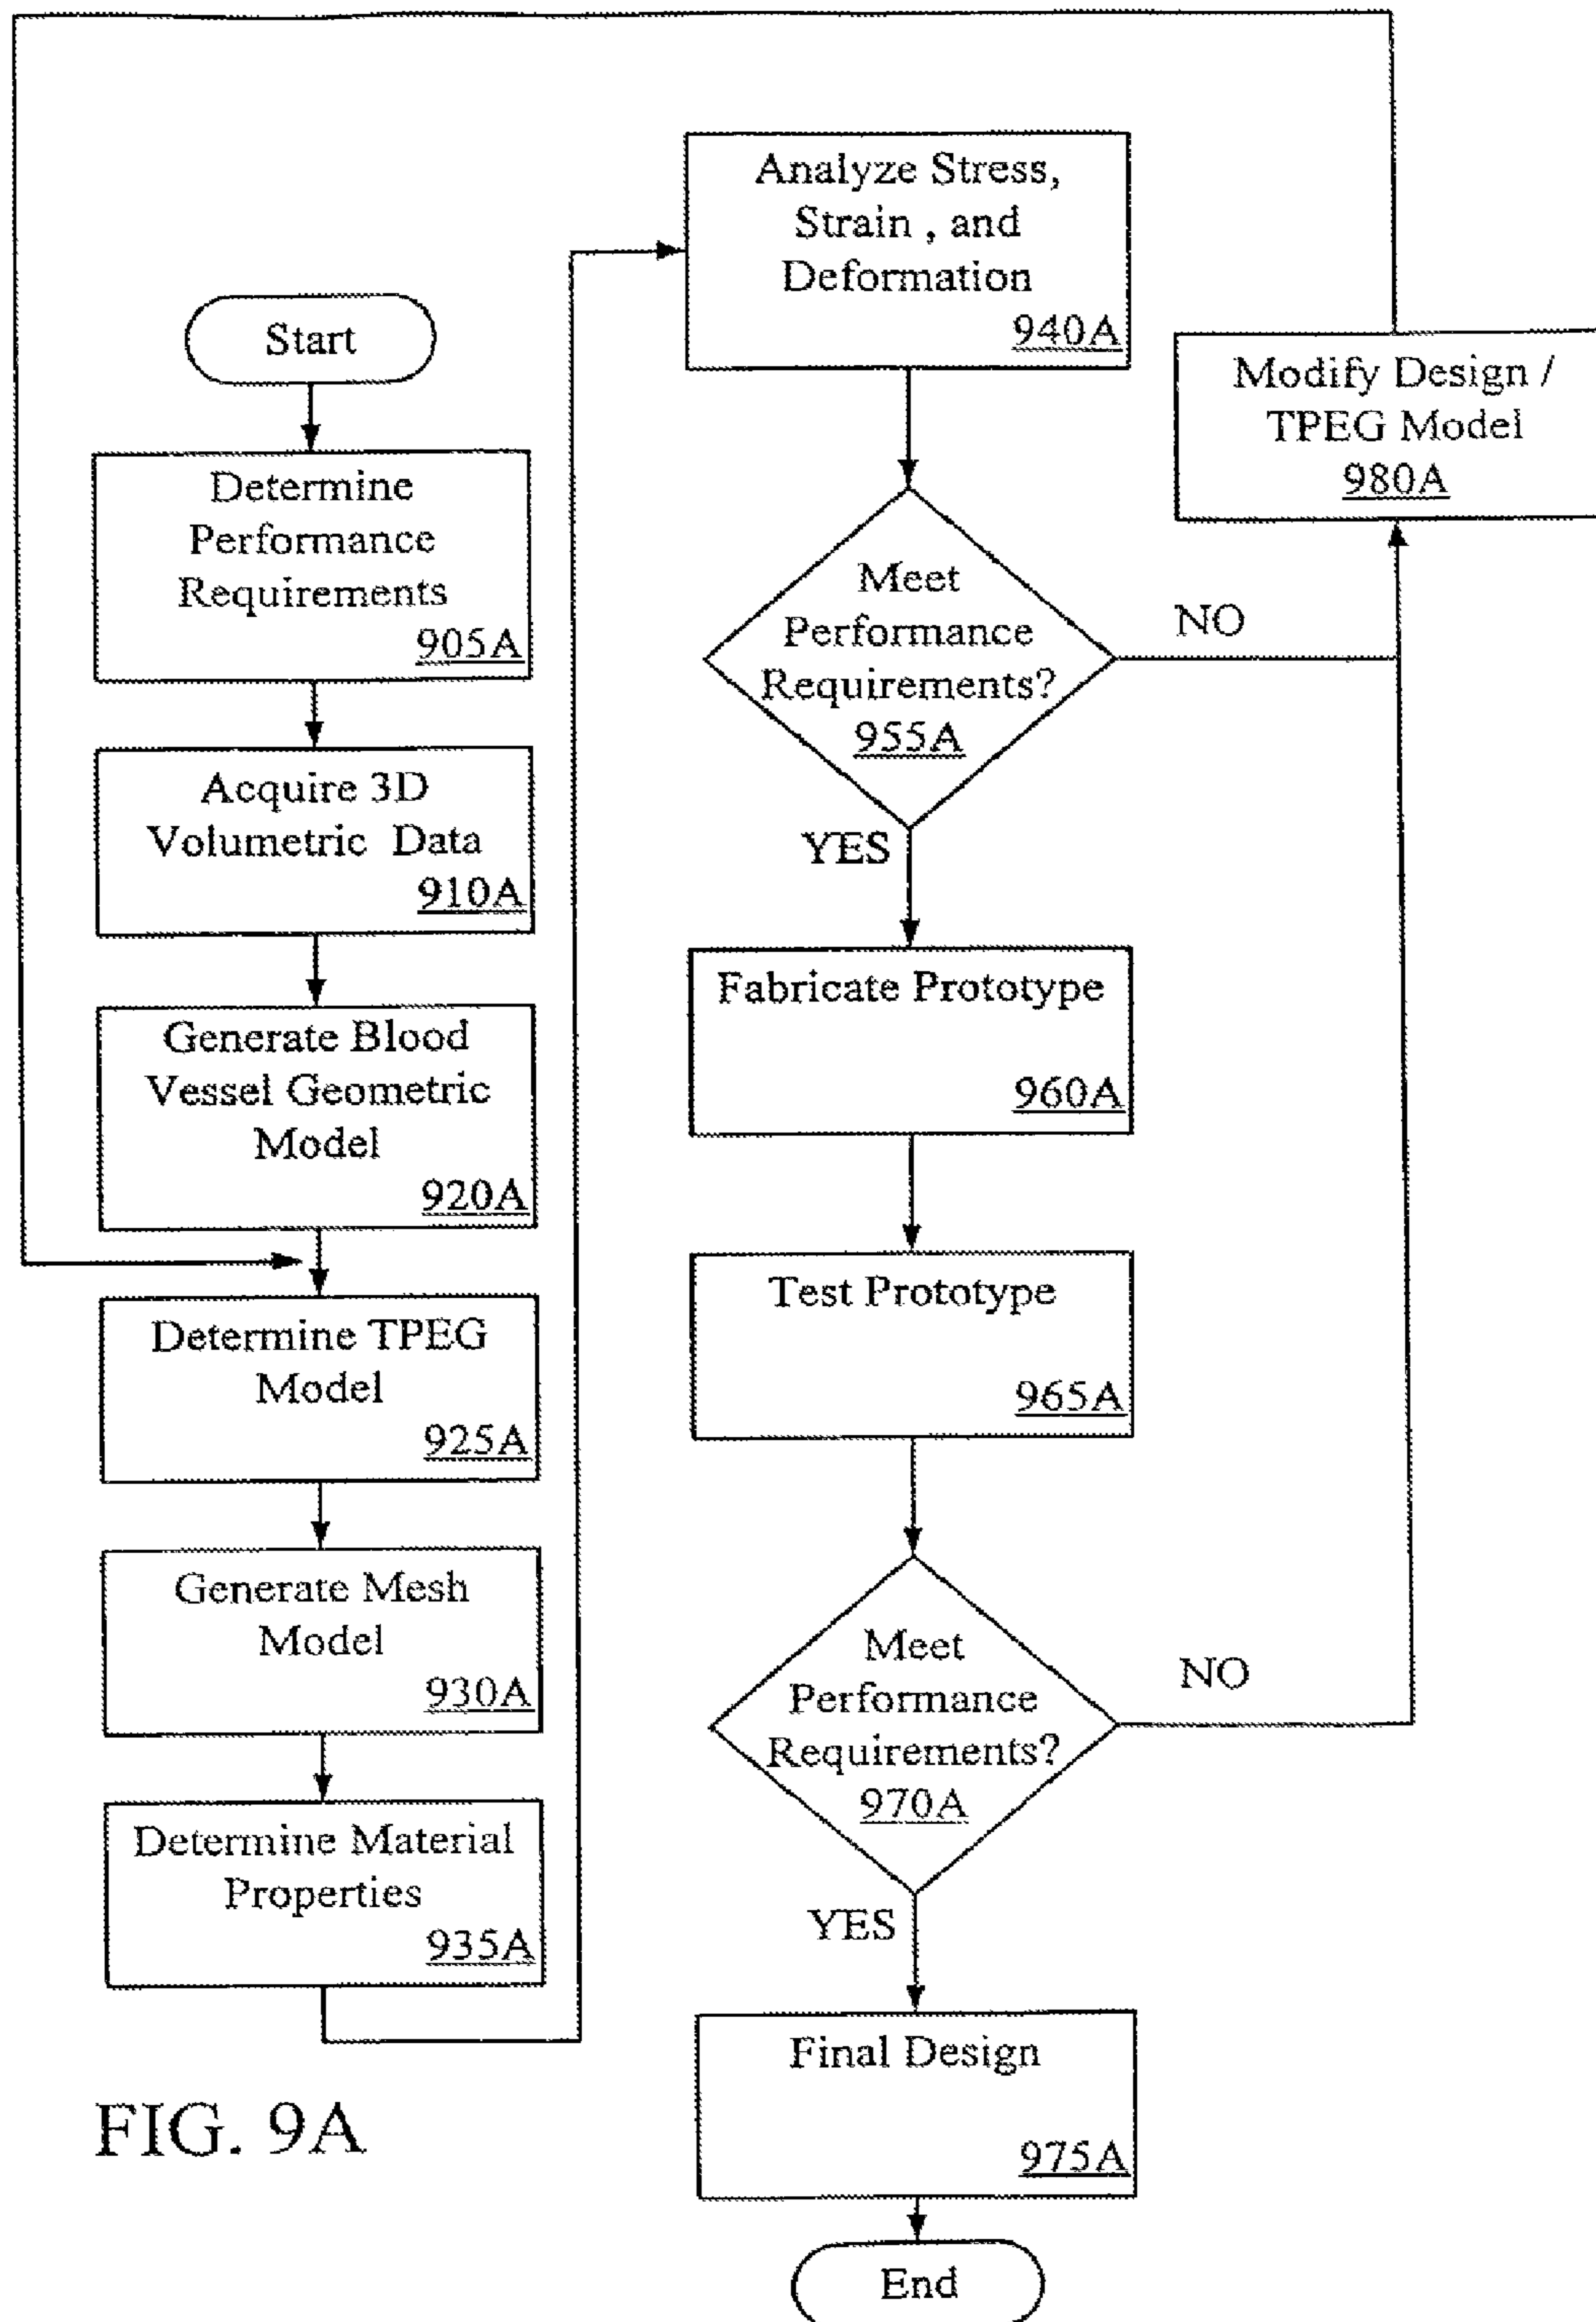 Start
Determine
Performance
Requirements
905A
Acquire 3D
Volumetric Data
910A
Generate Blood
Vessel Geometric
Model
920A
Determine TPEG
Model
925A
Generate Mesh
Model
930A
Determine Material
Properties
935A
Analyze Stress,
Strain , and
Deformation
940A
Meet
Performance
Requirements?
955A
NO
YES
Modify Design /
TPEG Model
980A
Fabricate Prototype
960A
Test Prototype
965A
Meet
Performance
Requirements?
970A
NO
YES
Final Design
975A
End
FIG. 9A